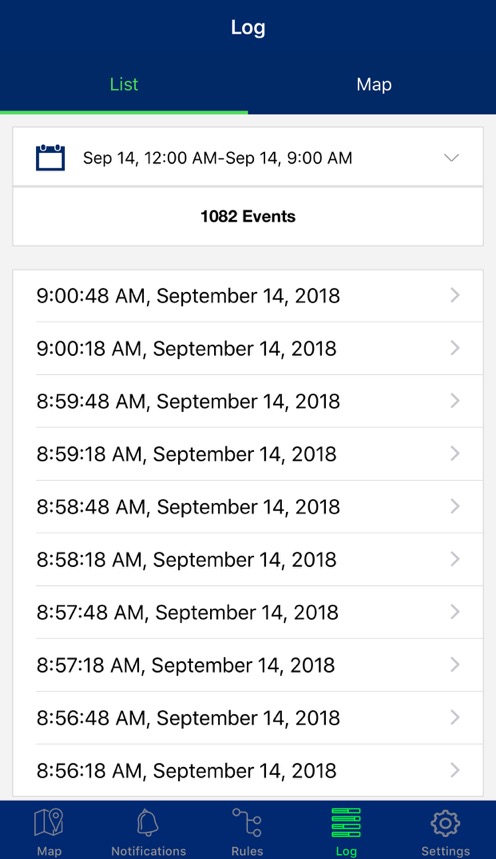 Log
List
Map
Sep 14, 12:00 AM-Sep 14, 9:00 AM
1082 Events
9:00:48 AM, September 14, 2018
9:00:18 AM, September 14, 2018
8:59:48 AM, September 14, 2018
8:59:18 AM, September 14, 2018
8:58:48 AM, September 14, 2018
8:58:18 AM, September 14, 2018
8:57:48 AM, September 14, 2018
8:57:18 AM, September 14, 2018
8:56:48 AM, September 14, 2018
8:56:18 AM, September 14, 2018
Map
Notifications
Rules
Log
Settings